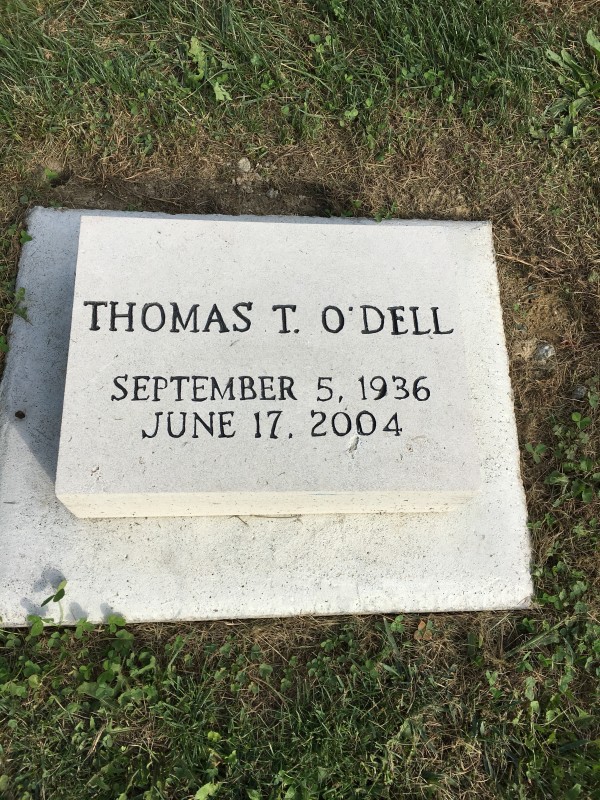 THOMAS T. O'DELL
SEPTEMBER 5, 1936
JUNE 17, 2004